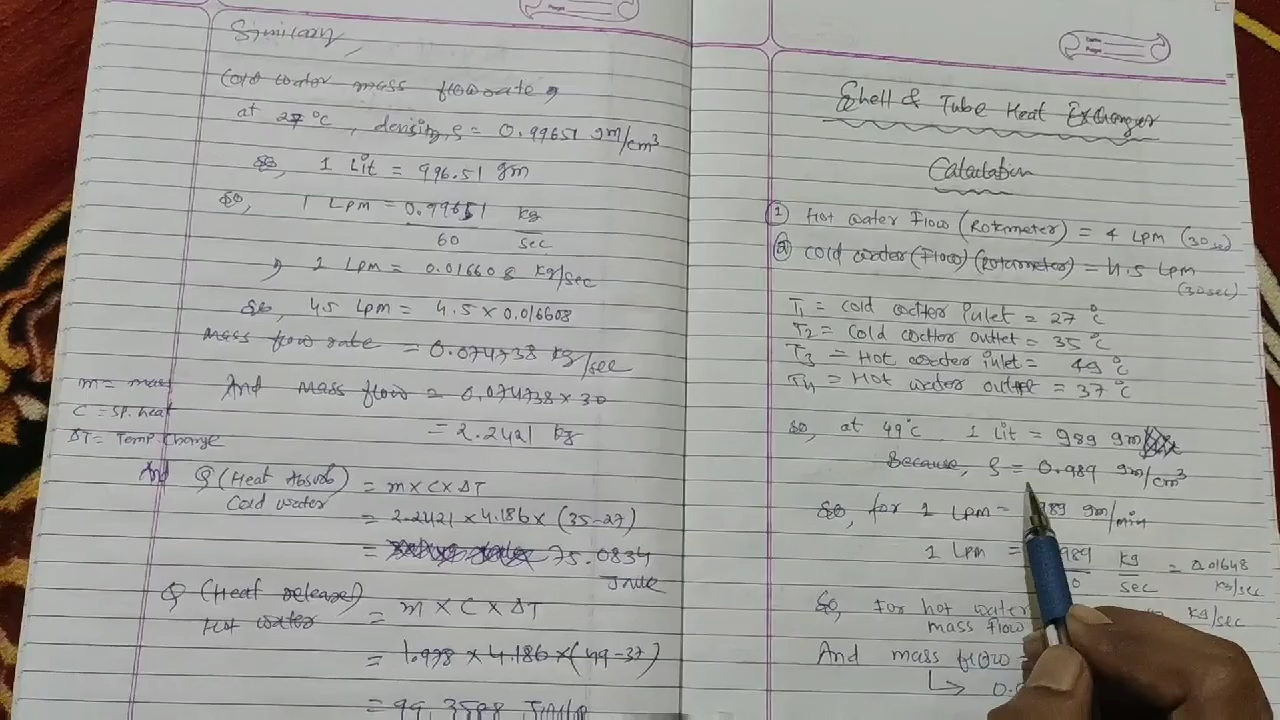 Similary,
Cold water mass flow rate,
at 27 °C, density, ρ = 0.99651 gm/cm³
so, 1 Lit = 996.51 gm
so, 1 Lpm = 0.99651 kg
60 sec
, 1 Lpm = 0.016608 kg/sec
so, 4.5 Lpm = 4.5 × 0.016608
mass flow rate = 0.074738 kg/sec
And mass flow = 0.074738 × 30
= 2.2421 kg
m = mass
C = sp. heat
ΔT = Temp. change
And Q (Heat Absorb) = m × C × ΔT
Cold water
= 2.2421 × 4.186 × (35-27)
= 75.0834
Joule
Q (Heat release) = m × C × ΔT
Hot water
= 1.978 × 4.186 × (49-37)
= 99.3588 Joule
Shell & Tube Heat Exchanger
Calculation
① Hot water Flow (Rotameter) = 4 LPM (30 sec)
② Cold water (Flow) (Rotameter) = 4.5 Lpm
(30 sec)
T1 = cold water inlet = 27 °C
T2 = cold water outlet = 35 °C
T3 = Hot water inlet = 49 °C
T4 = Hot water outlet = 37 °C
so, at 49°C 1 Lit = 989 gm
Because, ρ = 0.989 gm/cm³
so, for 1 Lpm = 989 gm/min
1 Lpm = kg = 0.01648
sec kg/sec
So, For hot water kg/sec
mass flow
And mass flow =